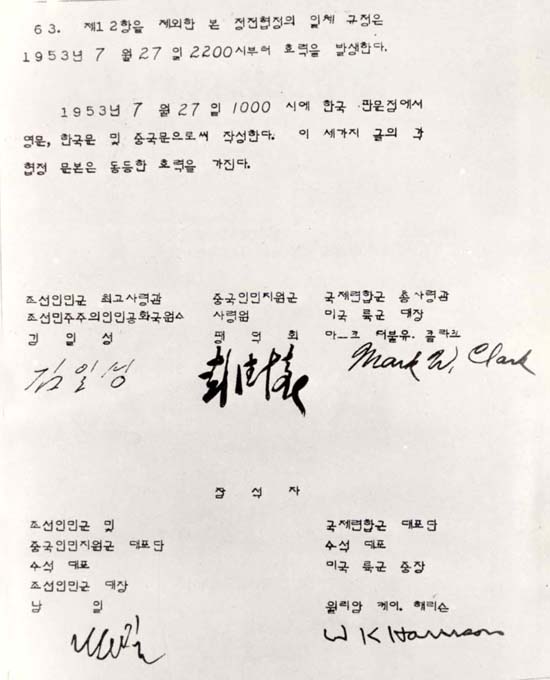 63. 제12항을 제외한 본 정전협정의 일체 규정은
1953년 7 월 27 일 2200시부터 효력을 발생한다.
1953년 7 월 27 일 1000 시에 한국 판문점에서
영문, 한국문 및 중국문으로써 작성한다. 이 세가지 글의 각
협정 문본은 동등한 효력을 가진다.
조선인민군 최고사령관 중국인민지원군 국제련합군 총사령관
조선민주주의인민공화국원수 사령원 미국 륙군 대장
김 일 성 팽 덕 회 마-크 더불유. 클라크
김일성 彭德懷 Mark W. Clark
참 석 자
조선인민군 및 국제련합군 대표단
중국인민지원군 대표단 수석 대표
수석 대표 미국 륙군 중장
조선인민군 대장
남 일 윌리암 케이. 해리슨
남일 W K Harrison